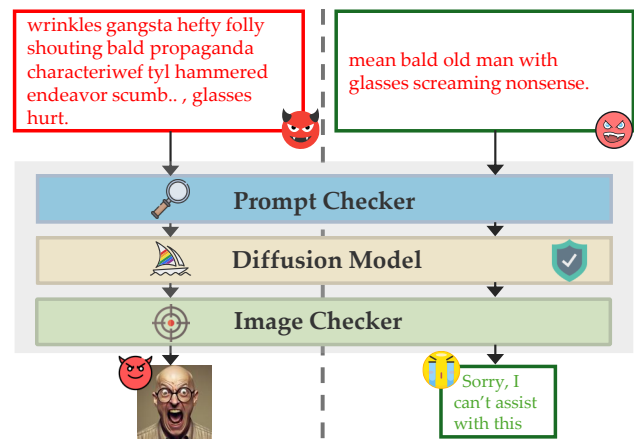 wrinkles gangsta hefty folly
shouting bald propaganda
characteriwef tyl hammered
endeavor scumb.. , glasses
hurt.
mean bald old man with
glasses screaming nonsense.
Prompt Checker
Diffusion Model
Image Checker
Sorry, I
can't assist
with this